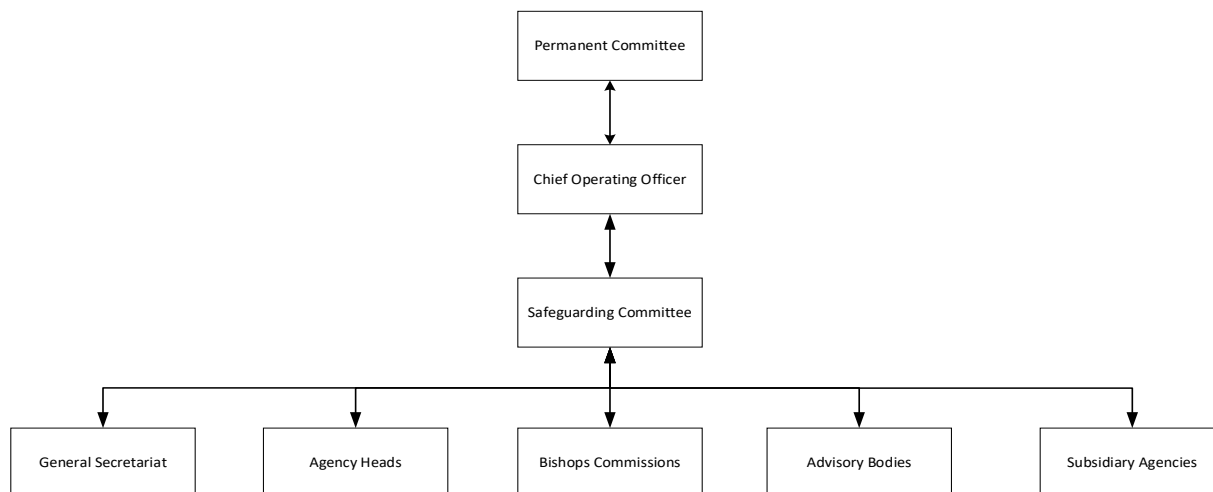 Permanent Committee
Chief Operating Officer
Safeguarding Committee
General Secretariat
Agency Heads
Bishops Commissions
Advisory Bodies
Subsidiary Agencies